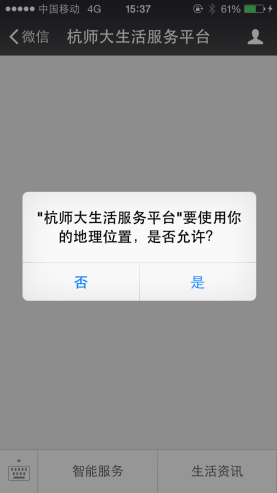 中国移动 4G 15:37 61%
微信 杭师大生活服务平台
"杭师大生活服务平台"要使用你
的地理位置，是否允许?
否 是
智能服务 生活资讯